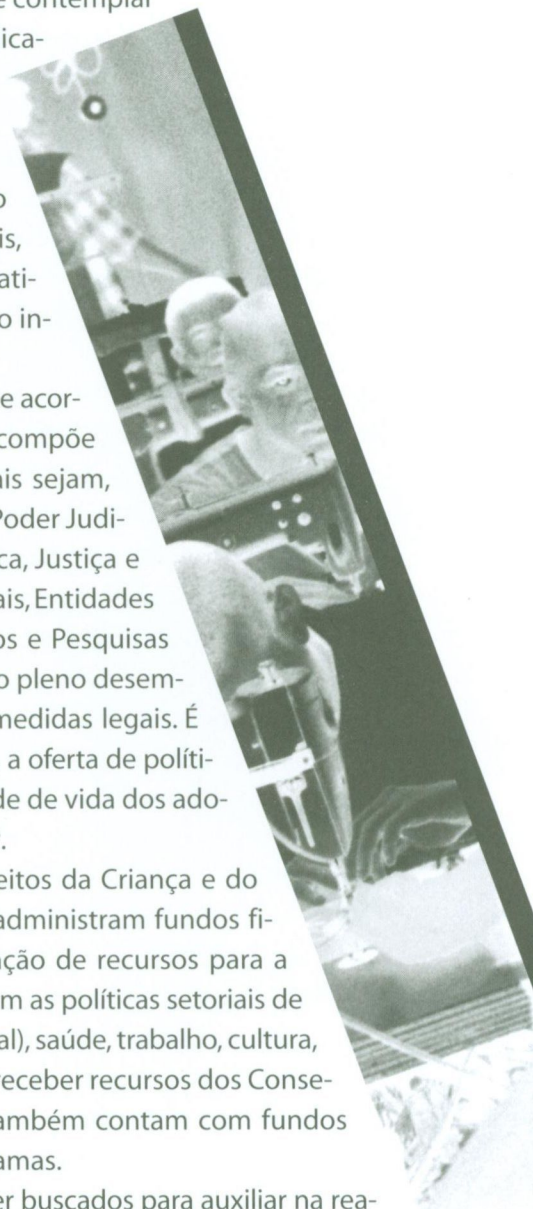 contemplar
ica-
o
is,
ati-
o in-
e acor-
compõe
ais sejam,
Poder Judi-
ca, Justiça e
ais, Entidades
os e Pesquisas
o pleno desem-
medidas legais. É
a oferta de políti-
de de vida dos ado-
.
eitos da Criança e do
administram fundos fi-
ação de recursos para a
m as políticas setoriais de
al), saúde, trabalho, cultura,
receber recursos dos Conse-
ambém contam com fundos
amas.
er buscados para auxiliar na rea-